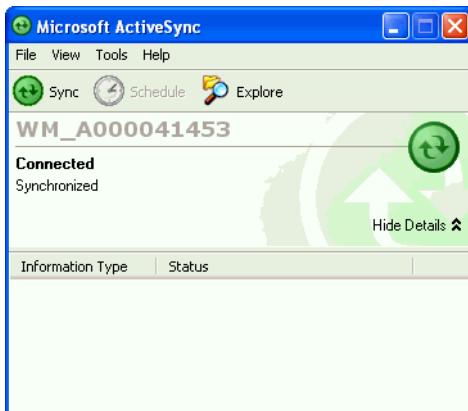 Microsoft ActiveSync
File View Tools Help
Sync Schedule Explore
WM_A000041453
Connected
Synchronized
Hide Details
Information Type Status